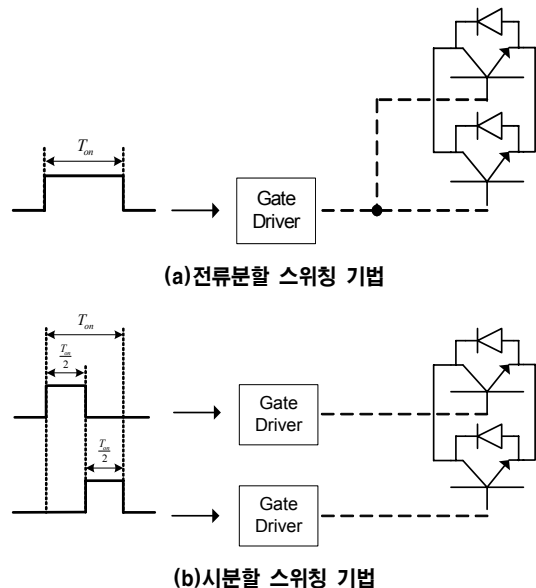 T_on
Gate
Driver
(a)전류분할 스위칭 기법
T_on
T_on/2
T_on/2
Gate
Driver
Gate
Driver
(b)시분할 스위칭 기법